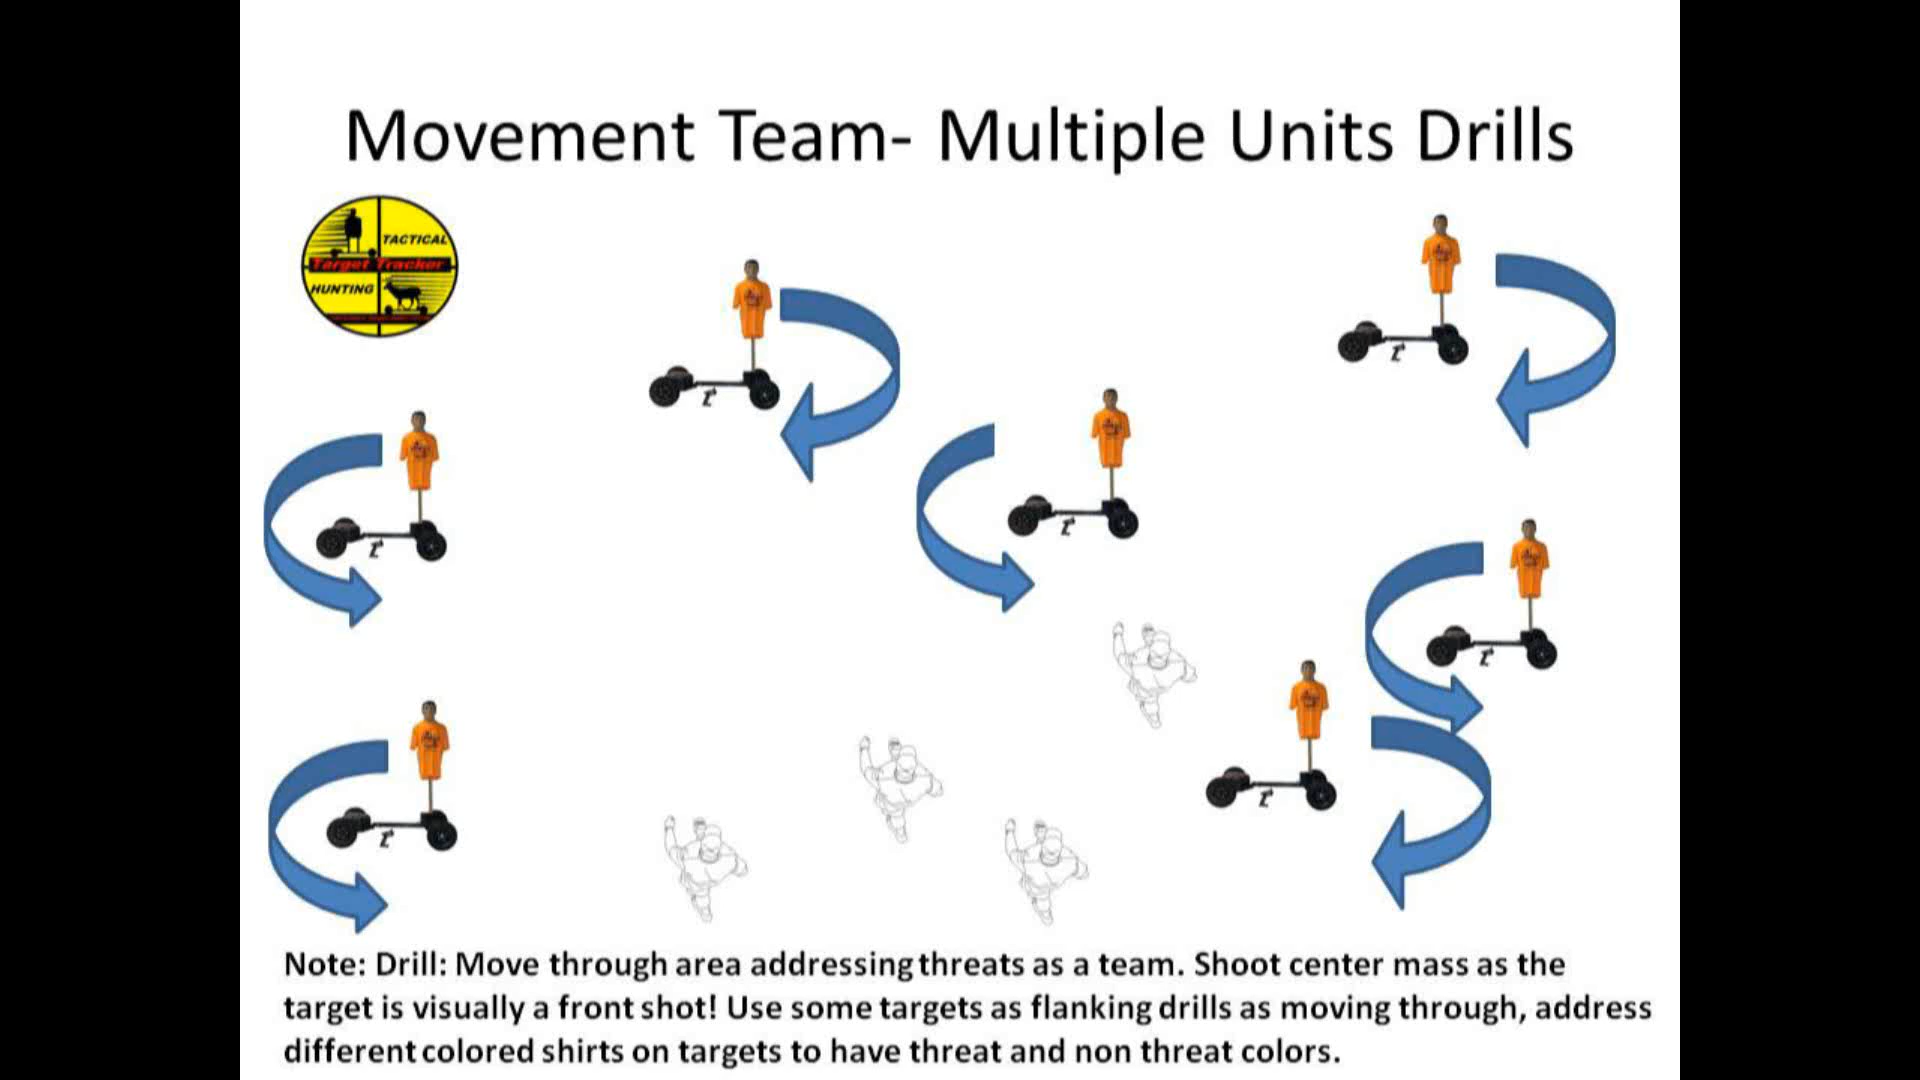 Movement Team- Multiple Units Drills
TACTICAL
Target Tracker
HUNTING
Note: Drill: Move through area addressing threats as a team. Shoot center mass as the
target is visually a front shot! Use some targets as flanking drills as moving through, address
different colored shirts on targets to have threat and non threat colors.